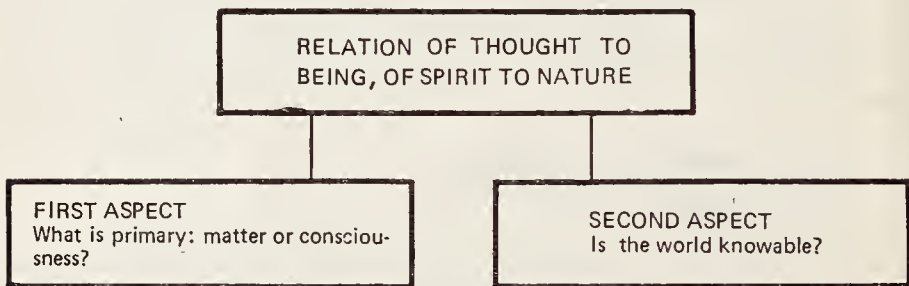 RELATION OF THOUGHT TO
BEING, OF SPIRIT TO NATURE
FIRST ASPECT
What is primary: matter or consciou-
sness?
SECOND ASPECT
Is the world knowable?